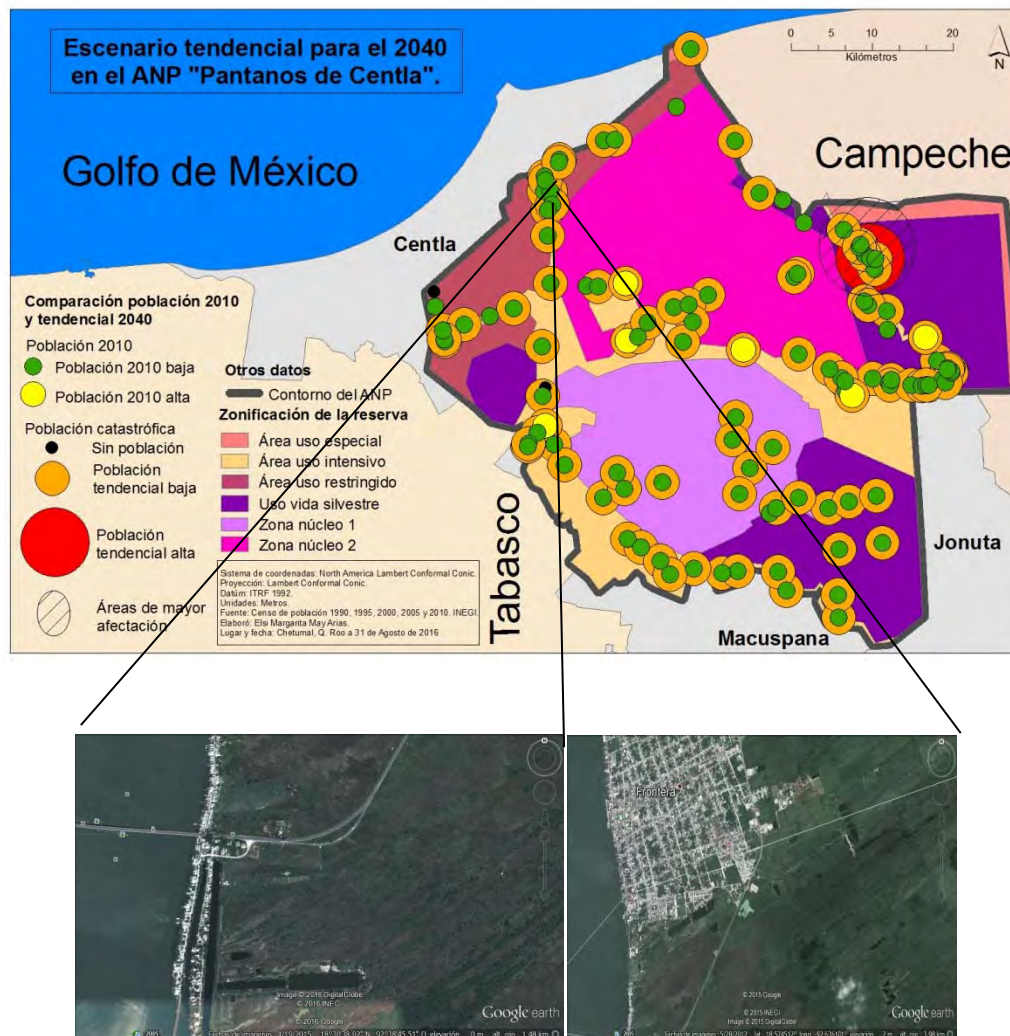 Escenario tendencial para el 2040
en el ANP "Pantanos de Centla".
0 5 10 20
Kilómetros
N
Golfo de México
Campeche
Centla
Comparación población 2010
y tendencial 2040
Población 2010
Población 2010 baja
Población 2010 alta
Población catastrófica
Sin población
Población
tendencial baja
Población
tendencial alta
Áreas de mayor
afectación
Otros datos
Contorno del ANP
Zonificación de la reserva
Área uso especial
Área uso intensivo
Área uso restringido
Uso vida silvestre
Zona núcleo 1
Zona núcleo 2
Sistema de coordenadas: North America Lambert Conformal Conic.
Proyección: Lambert Conformal Conic.
Datúm: ITRF 1992.
Unidades: Metros.
Fuente: Censo de población 1990, 1995, 2000, 2005 y 2010. INEGI.
Elaboró: Elsi Margarita May Arias.
Lugar y fecha: Chetumal, Q. Roo a 31 de Agosto de 2016
Tabasco
Jonuta
Macuspana
Image © 2016 DigitalGlobe
© 2016 INEGI
© 2016 Google
Google earth
2005
Frontera
© 2015 Google
© 2015 INEGI
Google earth
2005